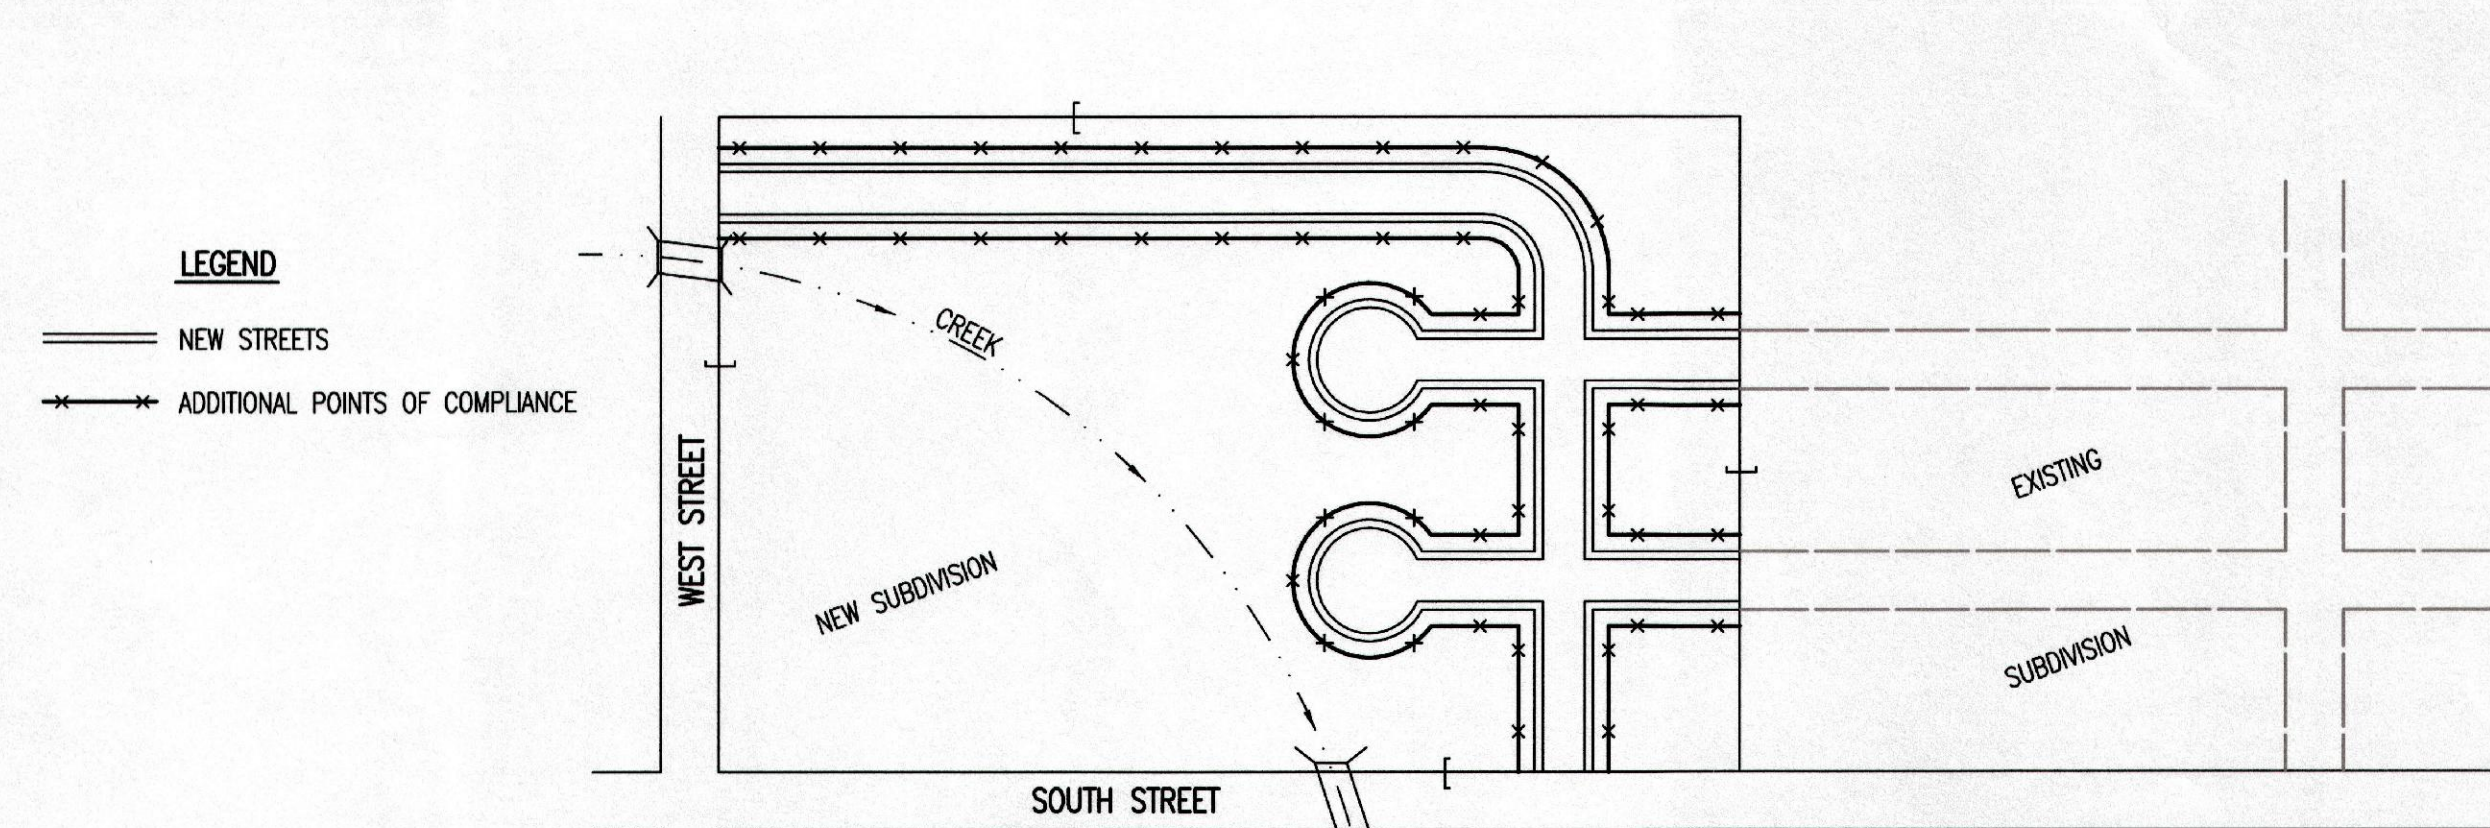 LEGEND
NEW STREETS
ADDITIONAL POINTS OF COMPLIANCE
WEST STREET
CREEK
NEW SUBDIVISION
SOUTH STREET
EXISTING
SUBDIVISION